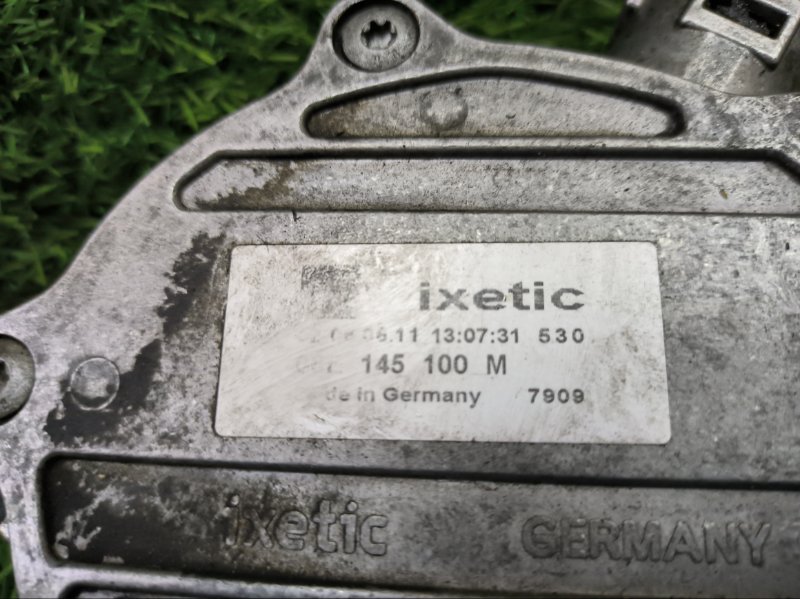 ixetic
13:07:31 530
145 100 M
in Germany 7909
ixetic GERMANY